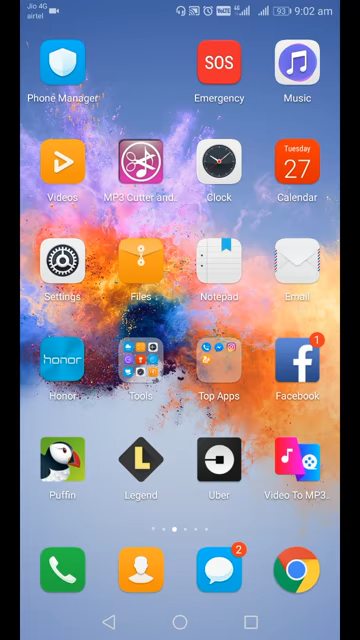 Jio 4G
airtel
9:02 am
93
SOS
Phone Manager
Emergency
Music
Tuesday
27
Videos
MP3 Cutter and..
Clock
Calendar
Settings
Files
Notepad
Email
honor
1
Honor
Tools
Top Apps
Facebook
L
Puffin
Legend
Uber
Video To MP3..
2